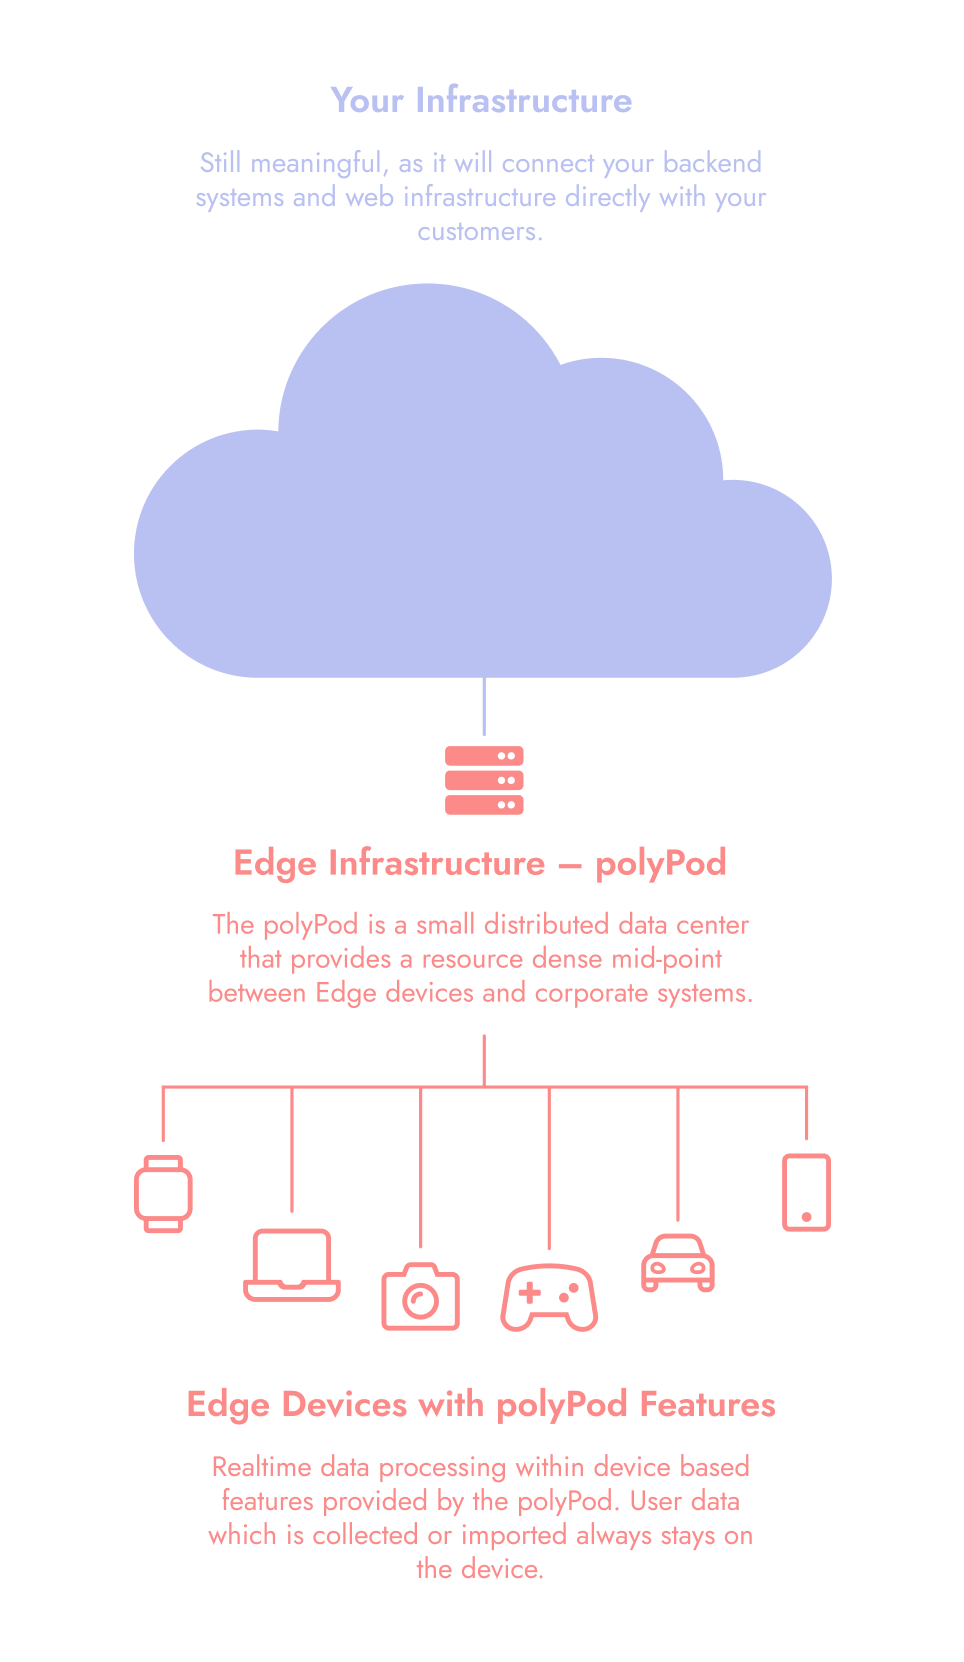 Your Infrastructure
Still meaningful, as it will connect your backend
systems and web infrastructure directly with your
customers.
Edge Infrastructure – polyPod
The polyPod is a small distributed data center
that provides a resource dense mid-point
between Edge devices and corporate systems.
Edge Devices with polyPod Features
Realtime data processing within device based
features provided by the polyPod. User data
which is collected or imported always stays on
the device.